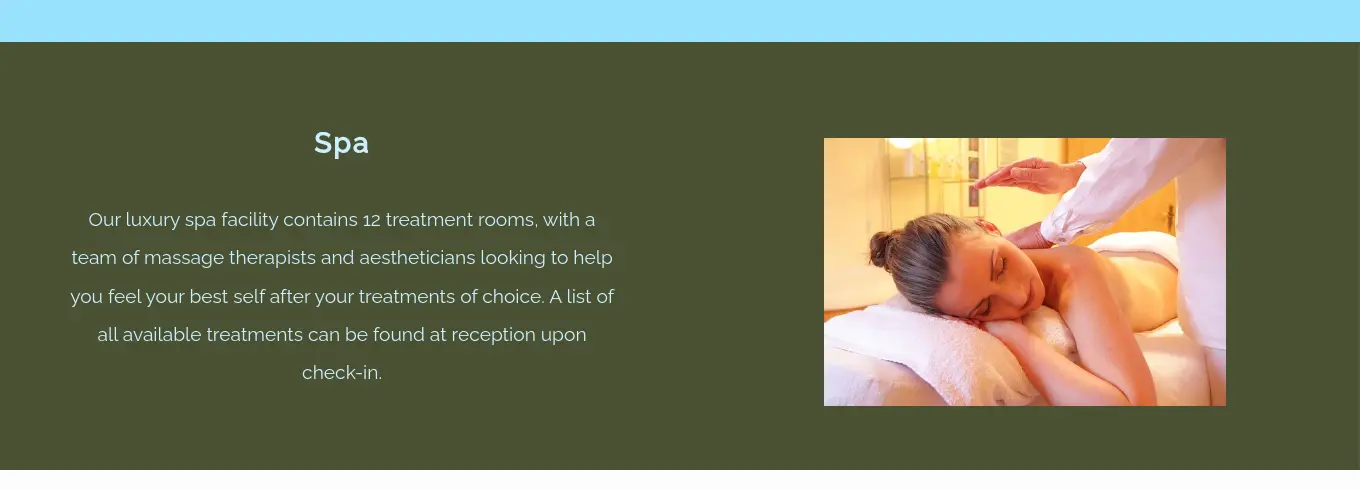 Spa
Our luxury spa facility contains 12 treatment rooms, with a
team of massage therapists and aestheticians looking to help
you feel your best self after your treatments of choice. A list of
all available treatments can be found at reception upon
check-in.